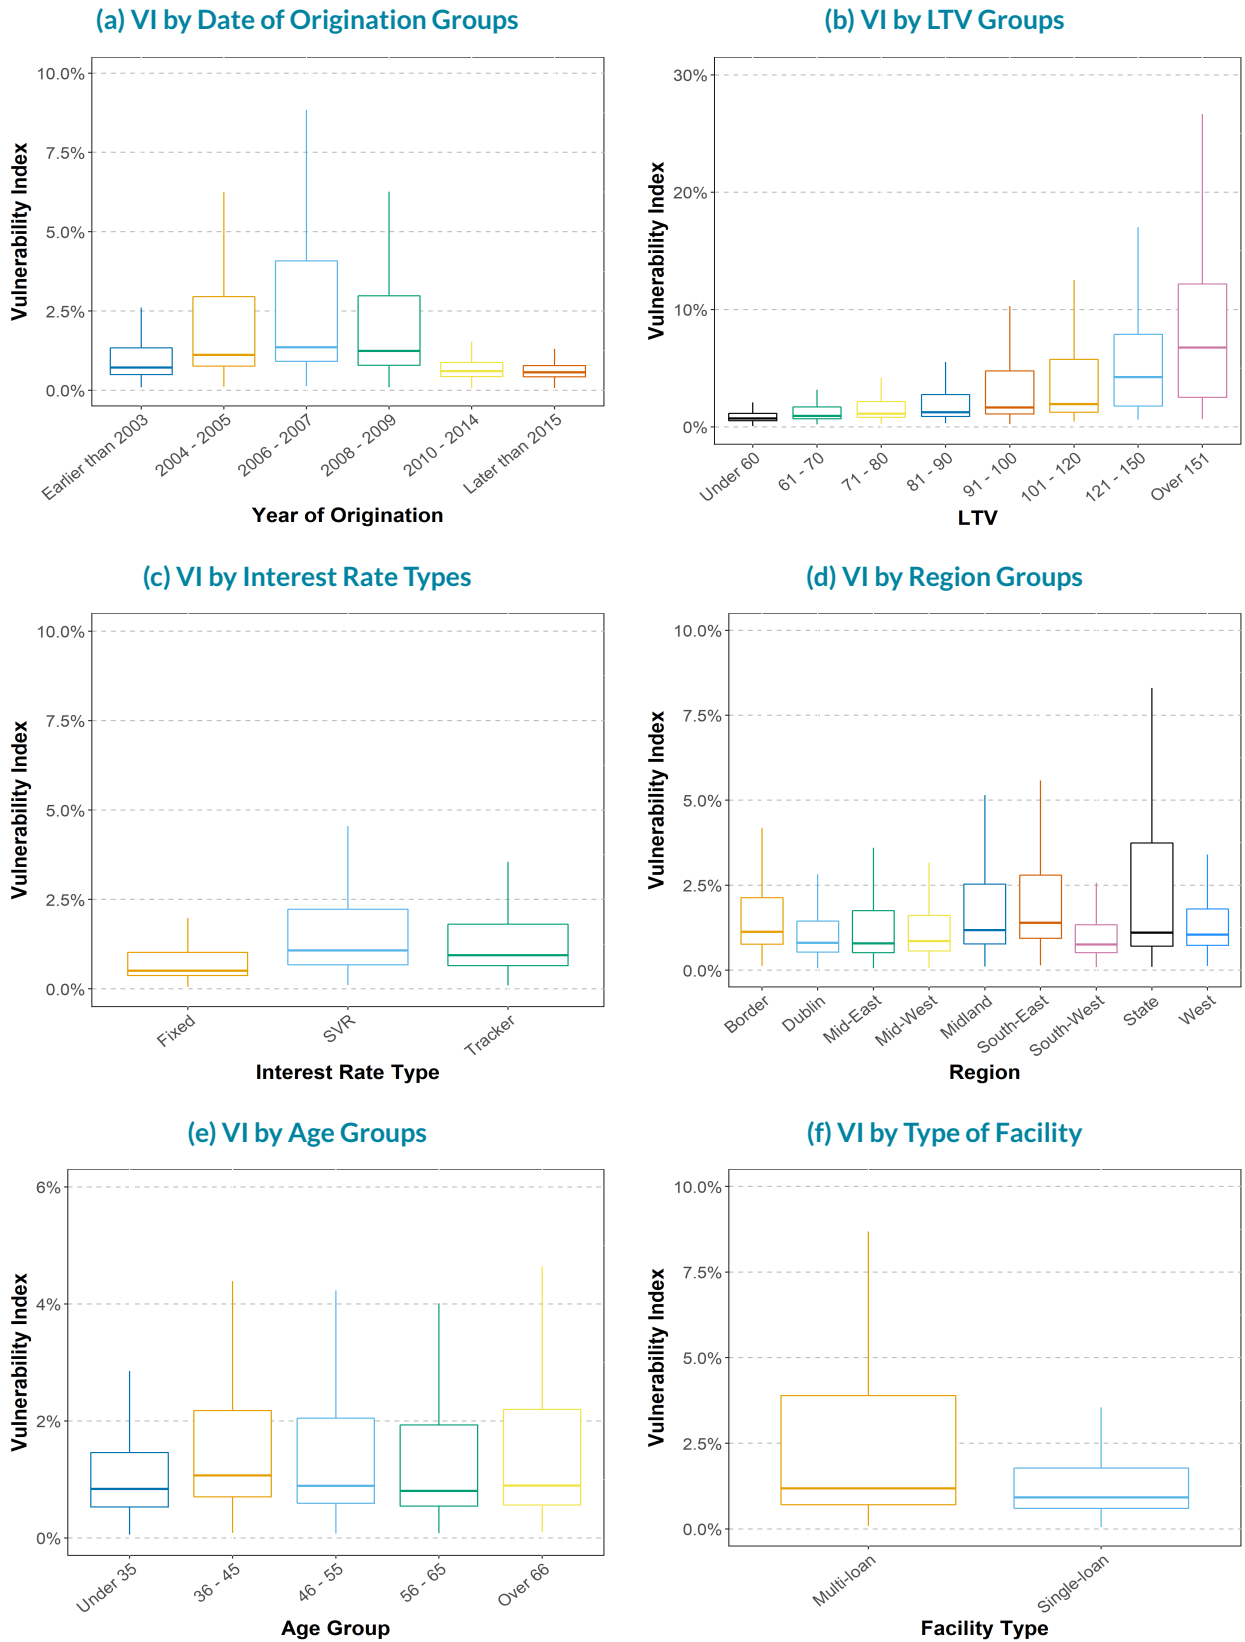 (a) VI by Date of Origination Groups
10.0%
7.5%
5.0%
2.5%
0.0%
Vulnerability Index
Earlier than 2003
2004 - 2005
2006 - 2007
2008 - 2009
2010 - 2014
Later than 2015
Year of Origination
(b) VI by LTV Groups
30%
20%
10%
0%
Vulnerability Index
Under 60
61 - 70
71 - 80
81 - 90
91 - 100
101 - 120
121 - 150
Over 151
LTV
(c) VI by Interest Rate Types
10.0%
7.5%
5.0%
2.5%
0.0%
Vulnerability Index
Fixed
SVR
Tracker
Interest Rate Type
(d) VI by Region Groups
10.0%
7.5%
5.0%
2.5%
0.0%
Vulnerability Index
Border
Dublin
Mid-East
Mid-West
Midland
South-East
South-West
State
West
Region
(e) VI by Age Groups
6%
4%
2%
0%
Vulnerability Index
Under 35
36 - 45
46 - 55
56 - 65
Over 66
Age Group
(f) VI by Type of Facility
10.0%
7.5%
5.0%
2.5%
0.0%
Vulnerability Index
Multi-loan
Single-loan
Facility Type